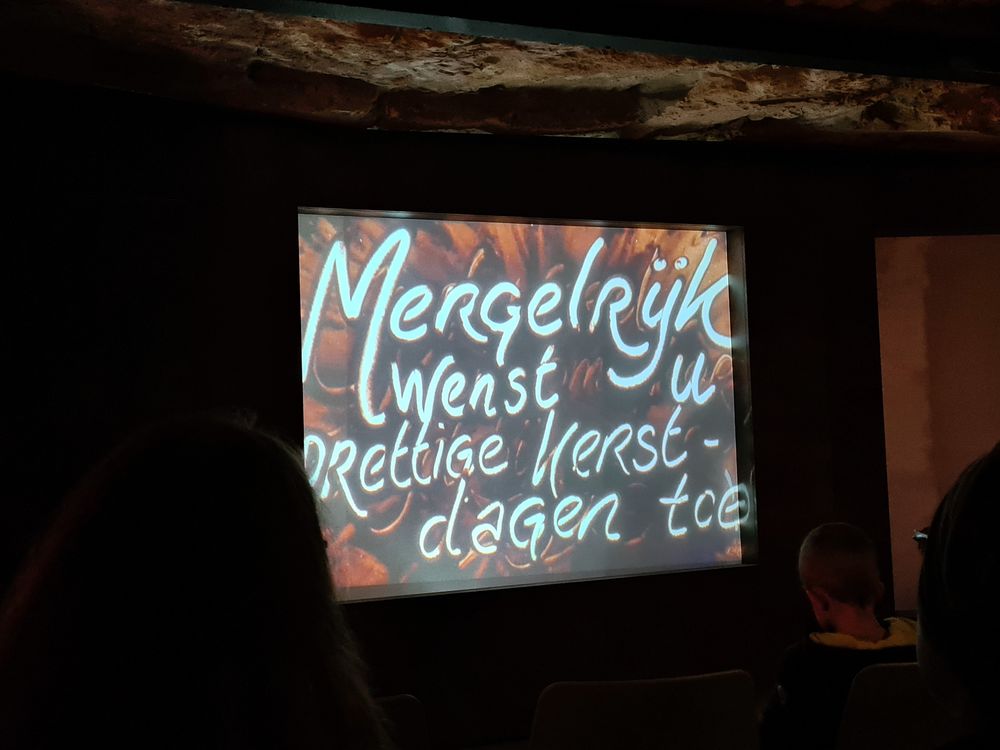 Mergelrijk
wenst u
prettige kerst-
dagen toe